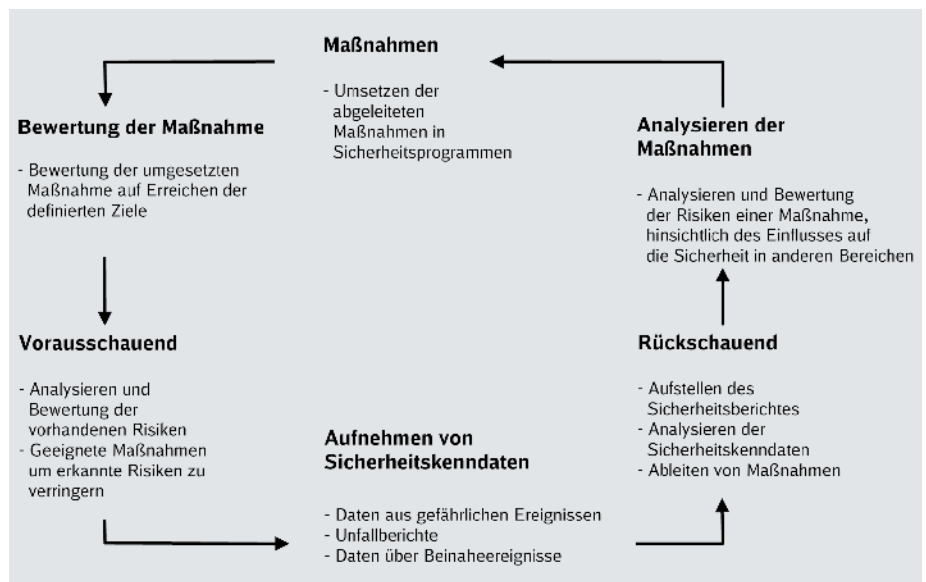 Maßnahmen
- Umsetzen der
abgeleiteten
Maßnahmen in
Sicherheitsprogrammen
Bewertung der Maßnahme
- Bewertung der umgesetzten
Maßnahme auf Erreichen der
definierten Ziele
Vorausschauend
- Analysieren und
Bewertung der
vorhandenen Risiken
- Geeignete Maßnahmen
um erkannte Risiken zu
verringern
Aufnehmen von
Sicherheitskenndaten
- Daten aus gefährlichen Ereignissen
- Unfallberichte
- Daten über Beinaheereignisse
Rückschauend
- Aufstellen des
Sicherheitsberichtes
- Analysieren der
Sicherheitskenndaten
- Ableiten von Maßnahmen
Analysieren der
Maßnahmen
- Analysieren und Bewertung
der Risiken einer Maßnahme,
hinsichtlich des Einflusses auf
die Sicherheit in anderen Bereichen